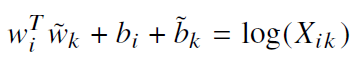 $w_i^T \tilde{w}_k + b_i + \tilde{b}_k = \log(X_{ik})$